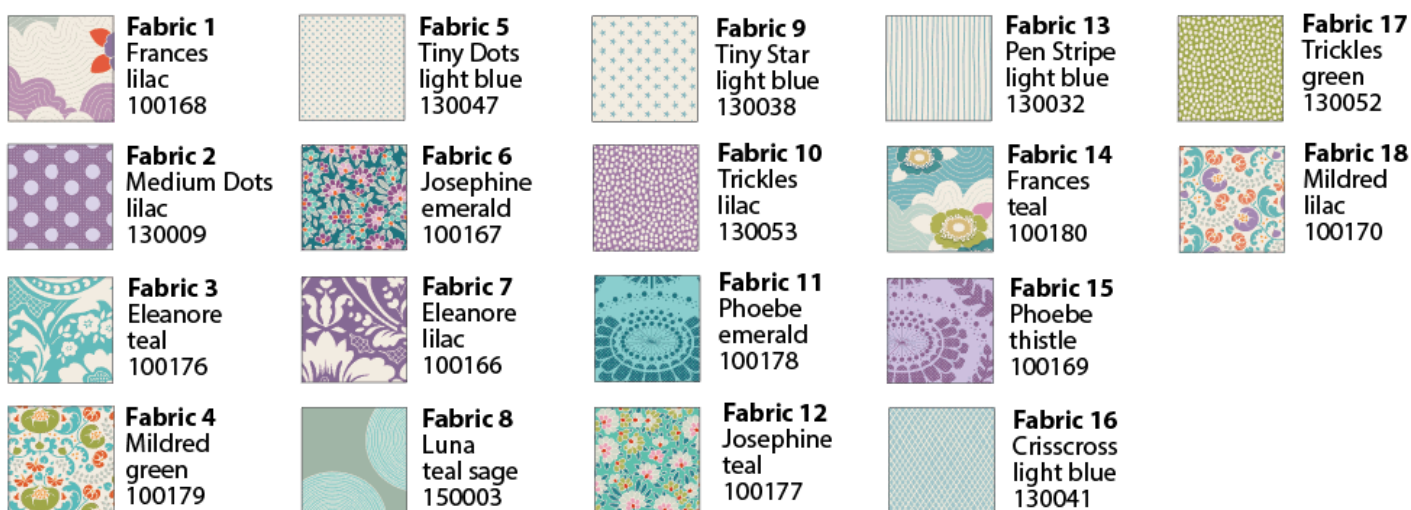 Fabric 1
Frances
lilac
100168
Fabric 2
Medium Dots
lilac
130009
Fabric 3
Eleanore
teal
100176
Fabric 4
Mildred
green
100179
Fabric 5
Tiny Dots
light blue
130047
Fabric 6
Josephine
emerald
100167
Fabric 7
Eleanore
lilac
100166
Fabric 8
Luna
teal sage
150003
Fabric 9
Tiny Star
light blue
130038
Fabric 10
Trickles
lilac
130053
Fabric 11
Phoebe
emerald
100178
Fabric 12
Josephine
teal
100177
Fabric 13
Pen Stripe
light blue
130032
Fabric 14
Frances
teal
100180
Fabric 15
Phoebe
thistle
100169
Fabric 16
Crisscross
light blue
130041
Fabric 17
Trickles
green
130052
Fabric 18
Mildred
lilac
100170